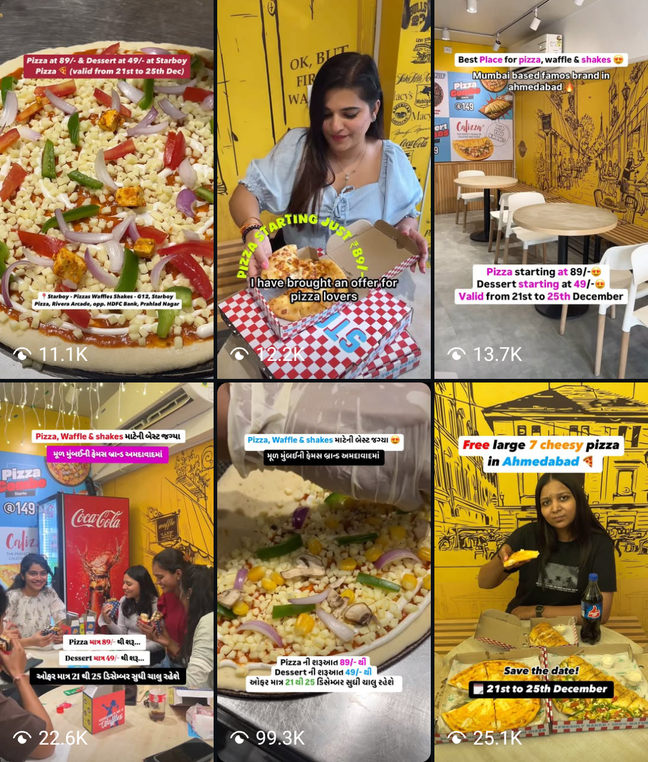 Pizza at 89/- & Dessert at 49/- at Starboy
Pizza 🍕 (valid from 21st to 25th Dec)
📍Starboy - Pizzas Waffles Shakes - G12, Starboy
Pizza, Rivera Arcade, opp. HDFC Bank, Prahlad Nagar
11.1K
OK, BUT
FIR
WA
Macy's
Coca-Cola
PIZZA STARTING JUST ₹89/-
I have brought an offer for
pizza lovers
12.2K
Best Place for pizza, waffle & shakes 😍
Mumbai based famos brand in
ahmedabad🔥
Pizza
@149
Calizza
Pizza starting at 89/-😍
Dessert starting at 49/-😍
Valid from 21st to 25th December
13.7K
Pizza, Waffle & shakes માટેની બેસ્ટ જગ્યા
મૂળ મુંબઈની ફેમસ બ્રાન્ડ અમદાવાદમાં
Pizza
@149
Caliz
Coca-Cola
waffle
Pizza માત્ર 89/- થી શરૂ...
Dessert માત્ર 49/- થી શરૂ...
ઓફર માત્ર 21 થી 25 ડિસેમ્બર સુધી ચાલુ રહેશે
22.6K
Pizza, Waffle & shakes માટેની બેસ્ટ જગ્યા 😍
મૂળ મુંબઈની ફેમસ બ્રાન્ડ અમદાવાદમાં
Pizza ની શરૂઆત 89/- થી
Dessert ની શરૂઆત 49/- થી
ઓફર માત્ર 21 થી 25 ડિસેમ્બર સુધી ચાલુ રહેશે
99.3K
Free large 7 cheesy pizza
in Ahmedabad 🍕
Save the date!
21st to 25th December
25.1K